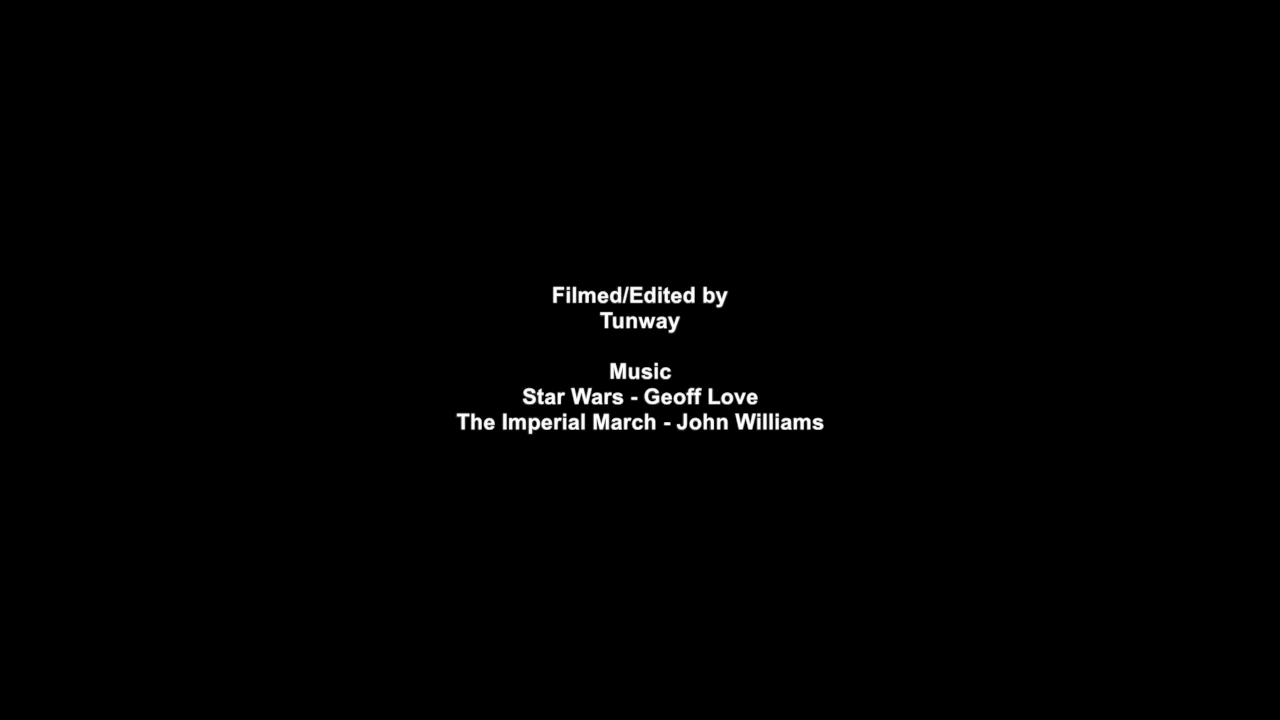 Filmed/Edited by
Tunway
Music
Star Wars - Geoff Love
The Imperial March - John Williams